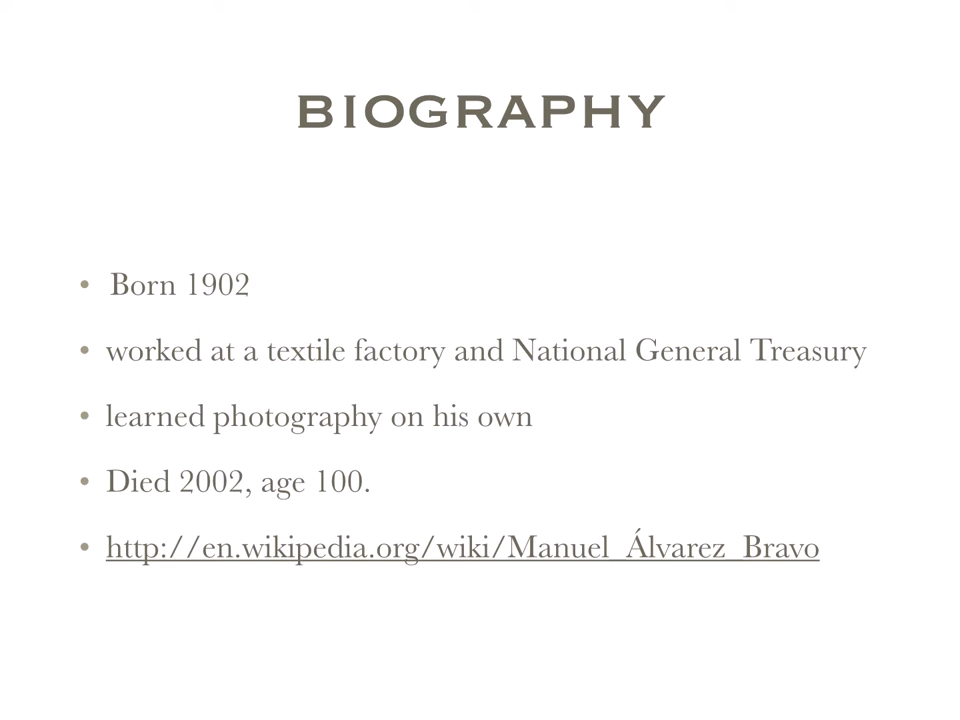 BIOGRAPHY
• Born 1902
• worked at a textile factory and National General Treasury
• learned photography on his own
• Died 2002, age 100.
• http://en.wikipedia.org/wiki/Manuel_Álvarez_Bravo